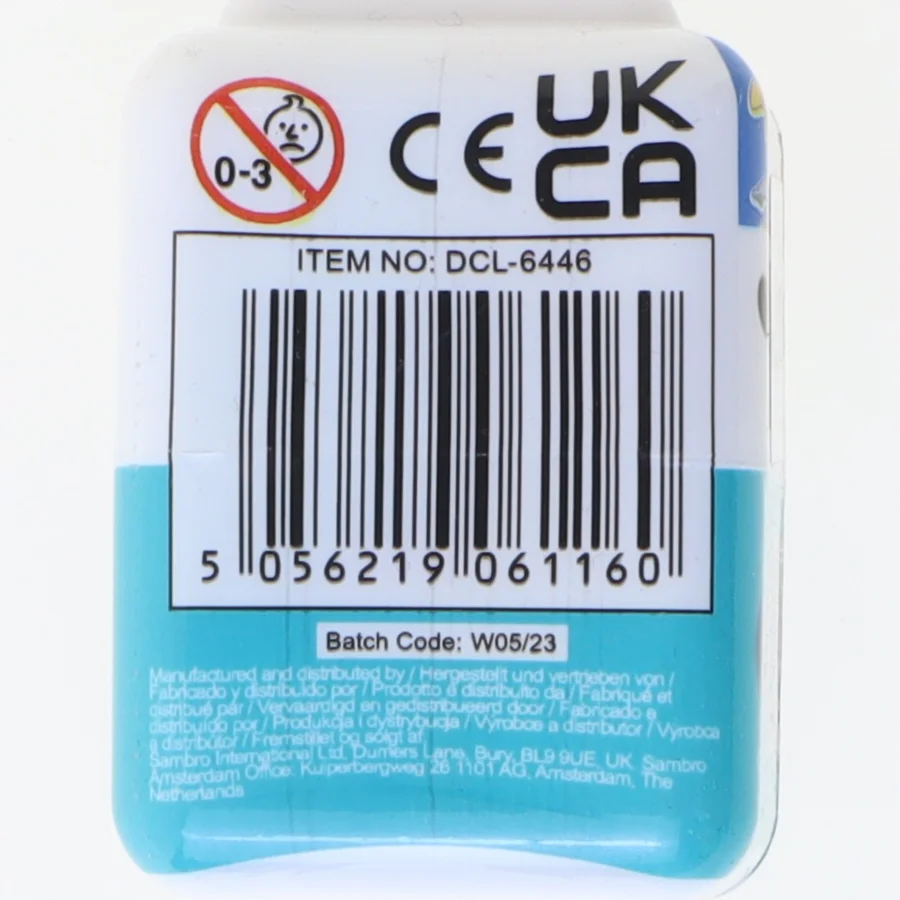 0-3
CE
UK
CA
ITEM NO: DCL-6446
5 056219 061160
Batch Code: W05/23
Manufactured and distributed by / Hergestellt und vertrieben von /
Fabricado y distribuido por / Prodotto e distribuito da / Fabriqué et
distribué par / Vervaardigd en gedistribueerd door / Fabricado e
distribuído por / Produkcja i dystrybucja / Vyrobce a distributor / Vyrobca
a distribútor / Fremstillet og solgt af:
Sambro International Ltd, Dumers Lane, Bury, BL9 9UE, UK. Sambro
Amsterdam Office. Kuiperbergweg 26 1101 AG, Amsterdam, The
Netherlands